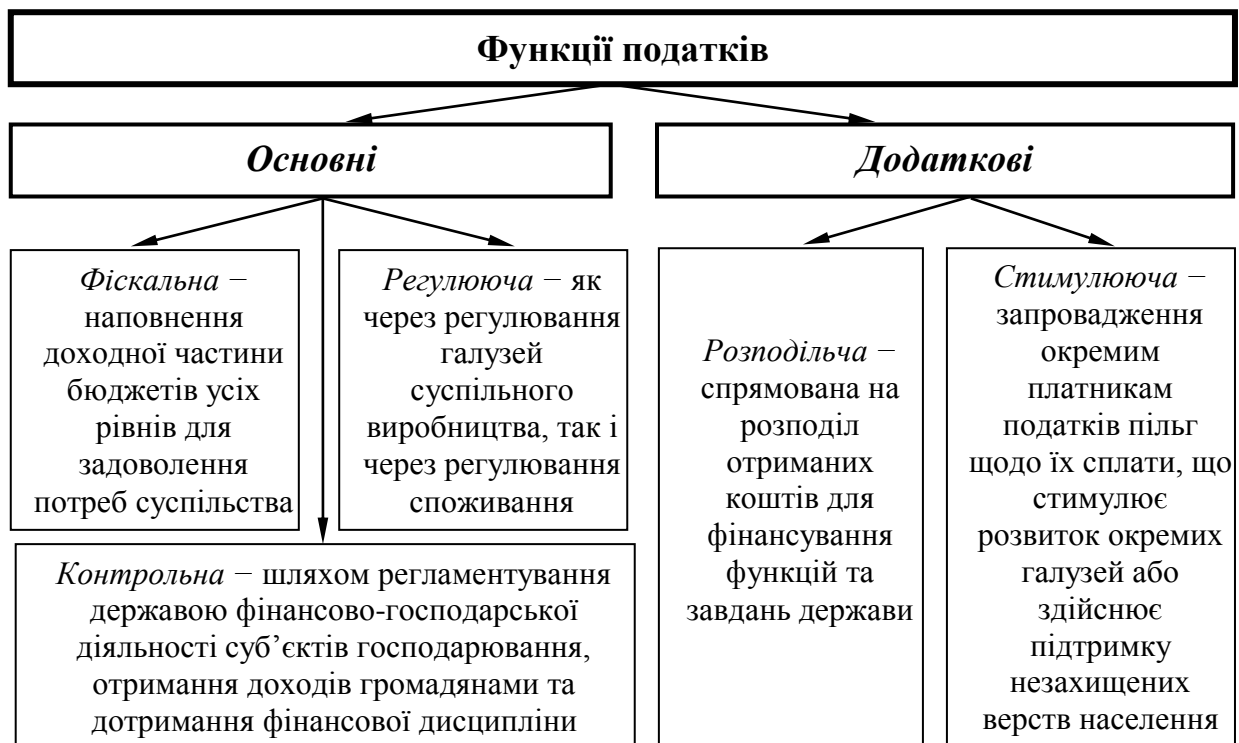 Функції податків
Основні
Додаткові
Фіскальна −
наповнення
доходної частини
бюджетів усіх
рівнів для
задоволення
потреб суспільства
Регулююча − як
через регулювання
галузей
суспільного
виробництва, так і
через регулювання
споживання
Контрольна − шляхом регламентування
державою фінансово-господарської
діяльності суб’єктів господарювання,
отримання доходів громадянами та
дотримання фінансової дисципліни
Розподільча −
спрямована на
розподіл
отриманих
коштів для
фінансування
функцій та
завдань держави
Стимулююча −
запровадження
окремим
платникам
податків пільг
щодо їх сплати, що
стимулює
розвиток окремих
галузей або
здійснює
підтримку
незахищених
верств населення